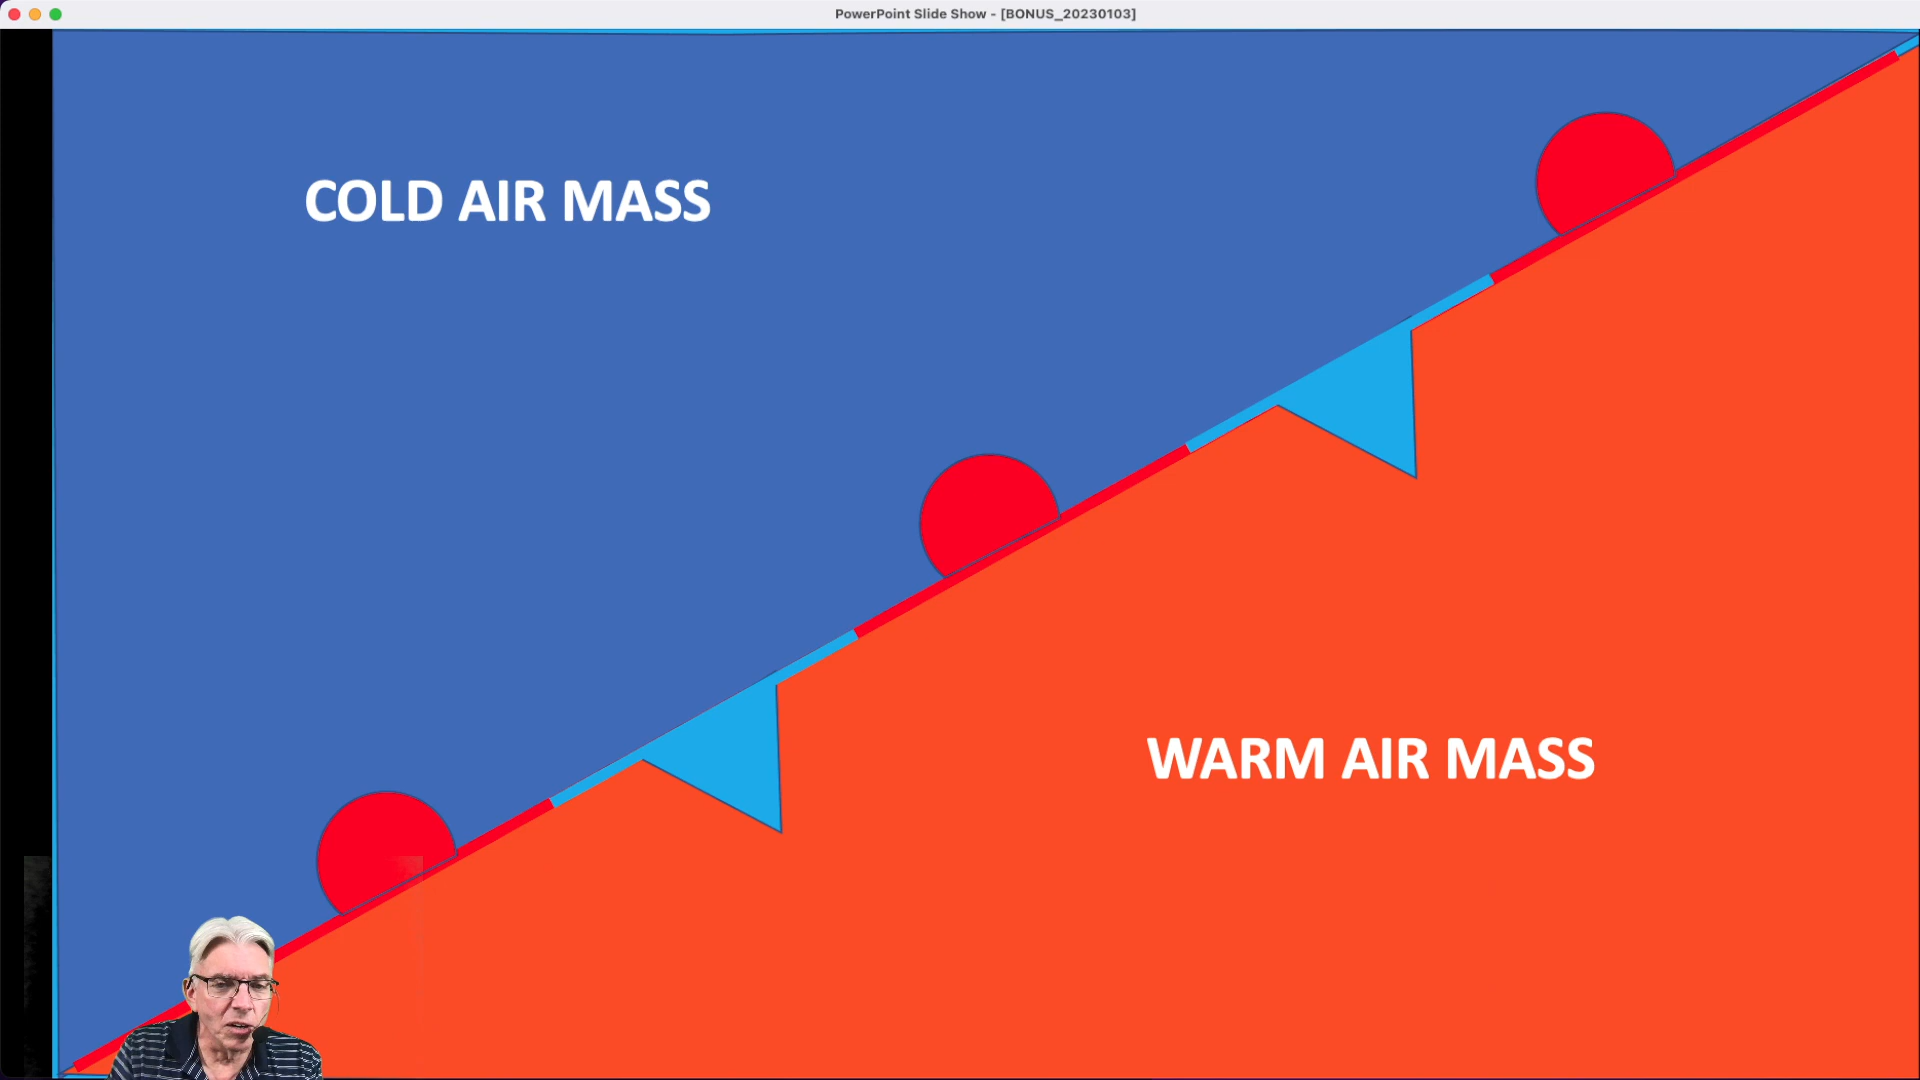 PowerPoint Slide Show - [BONUS_20230103]
COLD AIR MASS
WARM AIR MASS